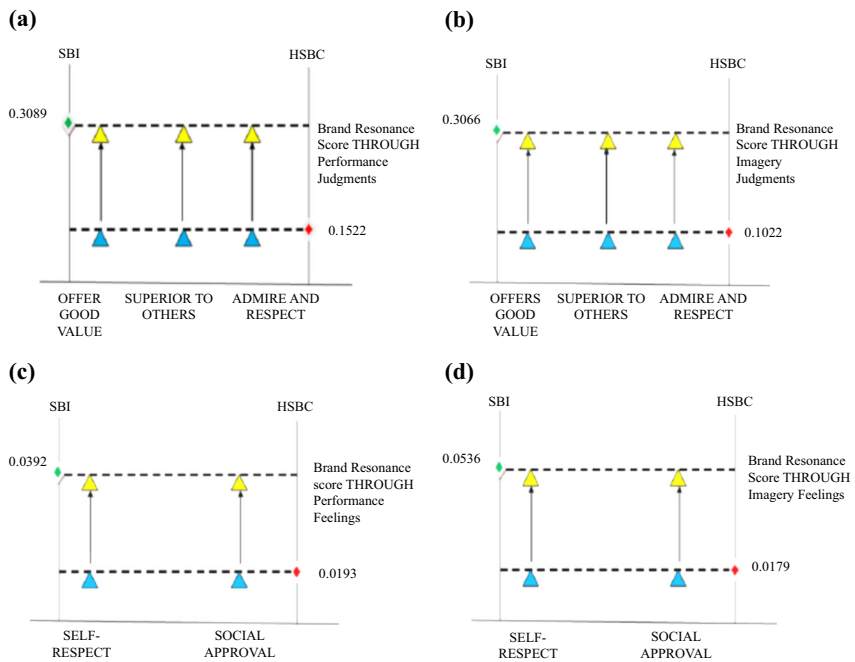 (a)
SBI
HSBC
0.3089
Brand Resonance
Score THROUGH
Performance
Judgments
0.1522
OFFER
GOOD
VALUE
SUPERIOR TO
OTHERS
ADMIRE AND
RESPECT
(b)
SBI
HSBC
0.3066
Brand Resonance
Score THROUGH
Imagery
Judgments
0.1022
OFFERS
GOOD
VALUE
SUPERIOR TO
OTHERS
ADMIRE AND
RESPECT
(c)
SBI
HSBC
0.0392
Brand Resonance
score THROUGH
Performance
Feelings
0.0193
SELF-
RESPECT
SOCIAL
APPROVAL
(d)
SBI
HSBC
0.0536
Brand Resonance
Score THROUGH
Imagery Feelings
0.0179
SELF-
RESPECT
SOCIAL
APPROVAL